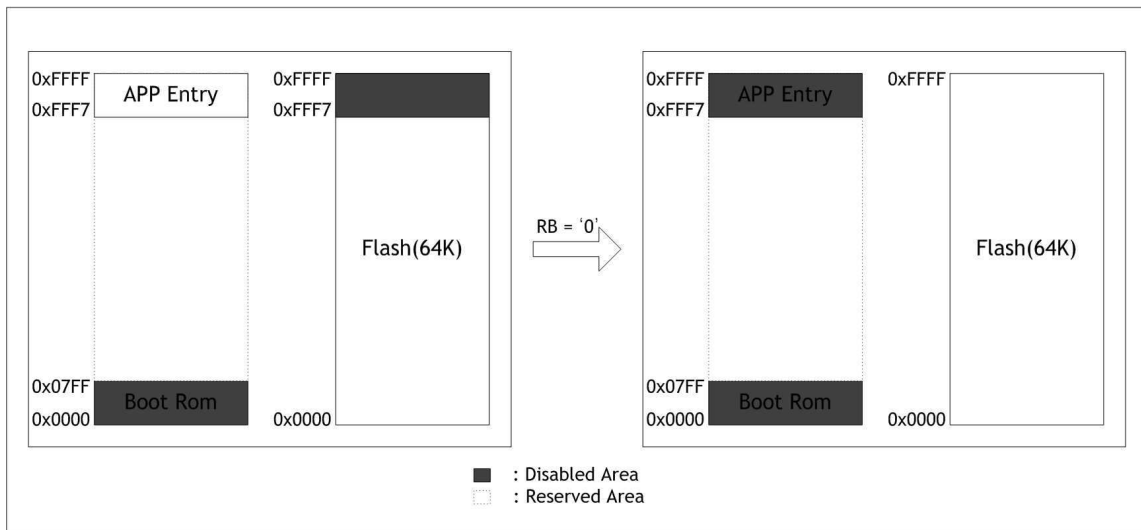 0xFFFF
APP Entry
0xFFF7
0x07FF
Boot Rom
0x0000
0xFFFF
0xFFF7
Flash(64K)
0x0000
RB = ‘0’
0xFFFF
APP Entry
0xFFF7
0x07FF
Boot Rom
0x0000
0xFFFF
Flash(64K)
0x0000
: Disabled Area
: Reserved Area